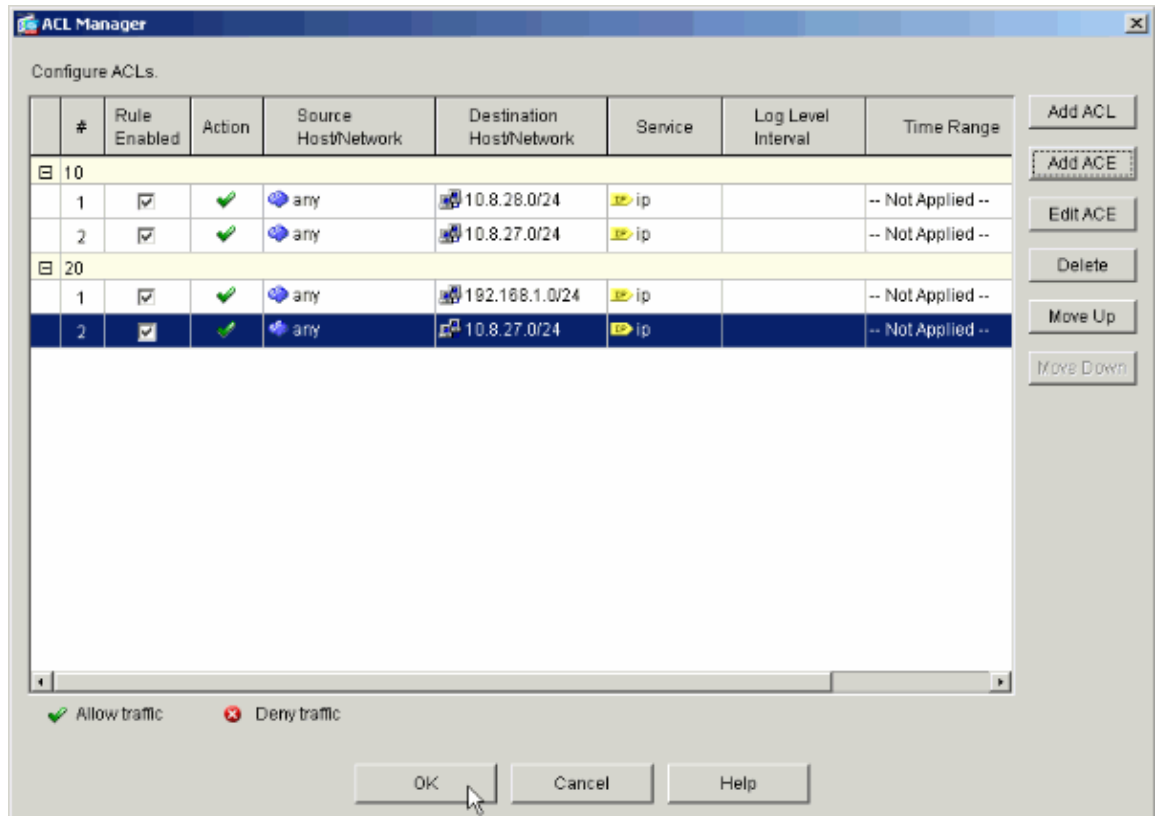 ACL Manager
Configure ACLs.
# Rule Enabled Action Source Host/Network Destination Host/Network Service Log Level Interval Time Range
10
1 any 10.8.28.0/24 IP ip -- Not Applied --
2 any 10.8.27.0/24 IP ip -- Not Applied --
20
1 any 192.168.1.0/24 IP ip -- Not Applied --
2 any 10.8.27.0/24 IP ip -- Not Applied --
Add ACL
Add ACE
Edit ACE
Delete
Move Up
Move Down
Allow traffic Deny traffic
OK Cancel Help